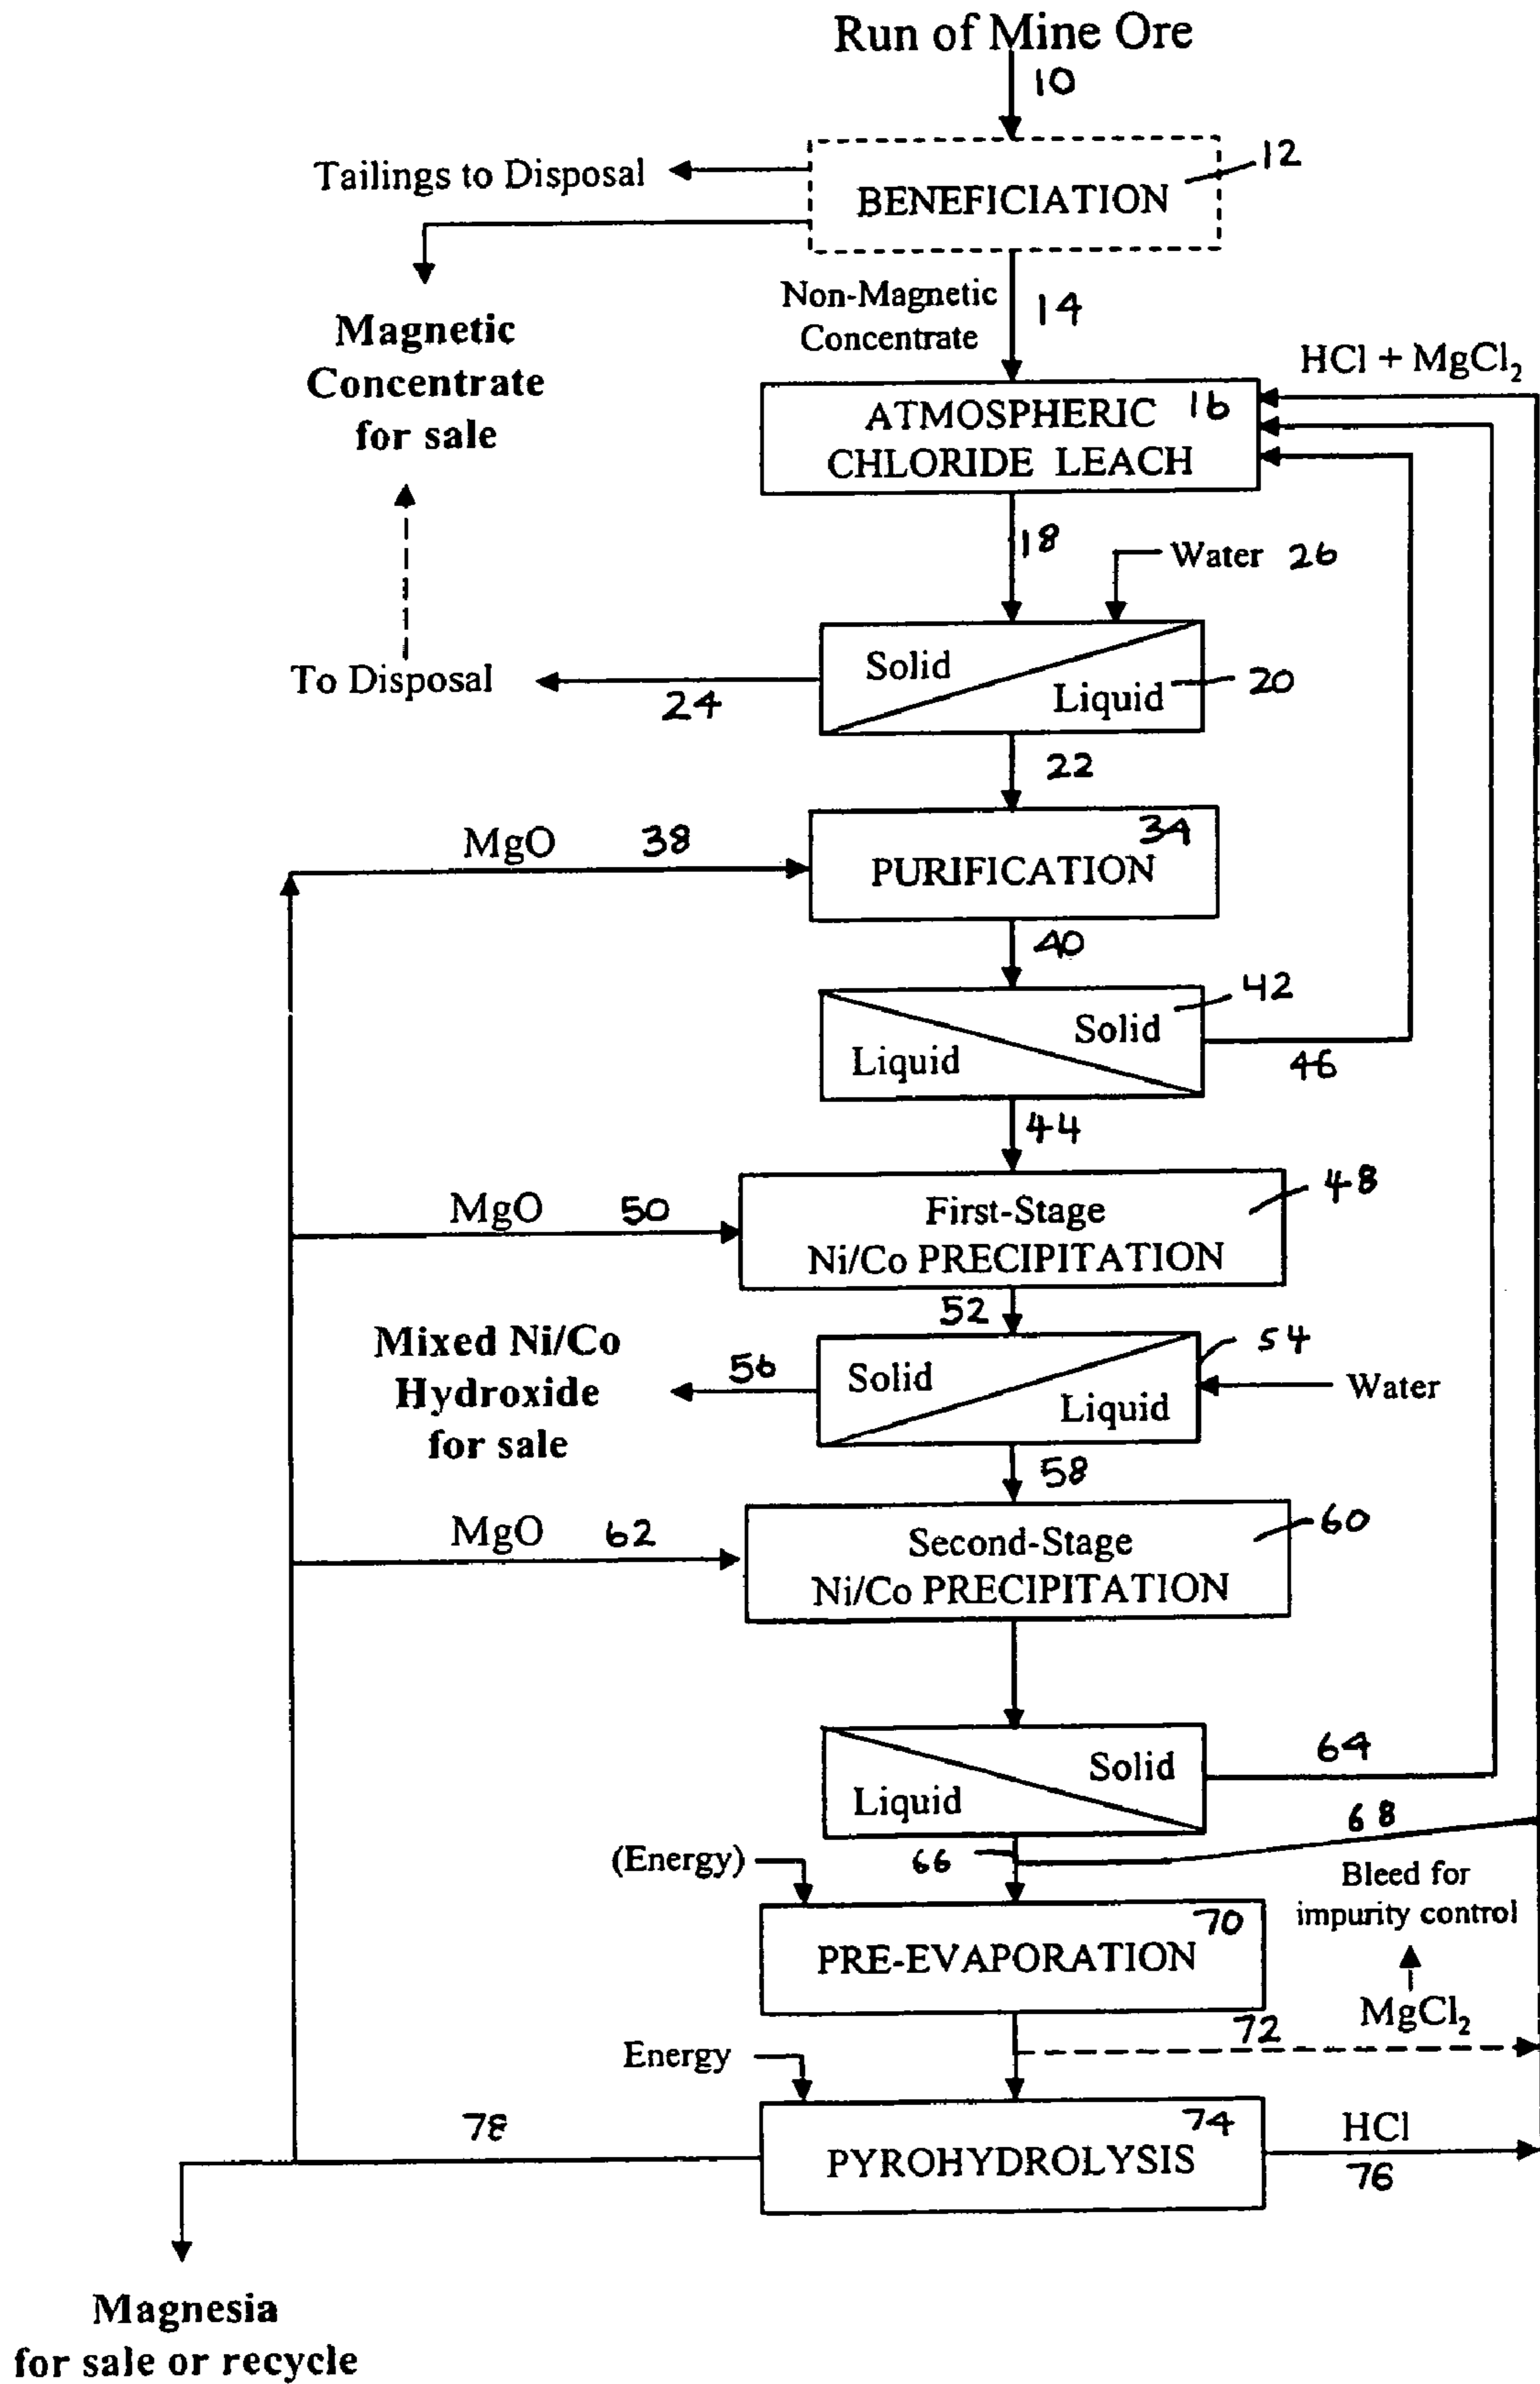 Run of Mine Ore
10
Tailings to Disposal
BENEFICIATION
12
Non-Magnetic
Concentrate
14
Magnetic
Concentrate
for sale
HCl + MgCl₂
ATMOSPHERIC
CHLORIDE LEACH
16
18
Water 26
To Disposal
24
Solid
Liquid
20
22
MgO 38
34
PURIFICATION
40
42
Solid
Liquid
46
44
MgO 50
First-Stage
Ni/Co PRECIPITATION
48
52
Mixed Ni/Co
Hydroxide
for sale
56
Solid
Liquid
54
Water
58
MgO 62
Second-Stage
Ni/Co PRECIPITATION
60
Solid
Liquid
64
68
(Energy)
66
Bleed for
impurity control
70
PRE-EVAPORATION
MgCl₂
72
Energy
78
74
PYROHYDROLYSIS
HCl
76
Magnesia
for sale or recycle